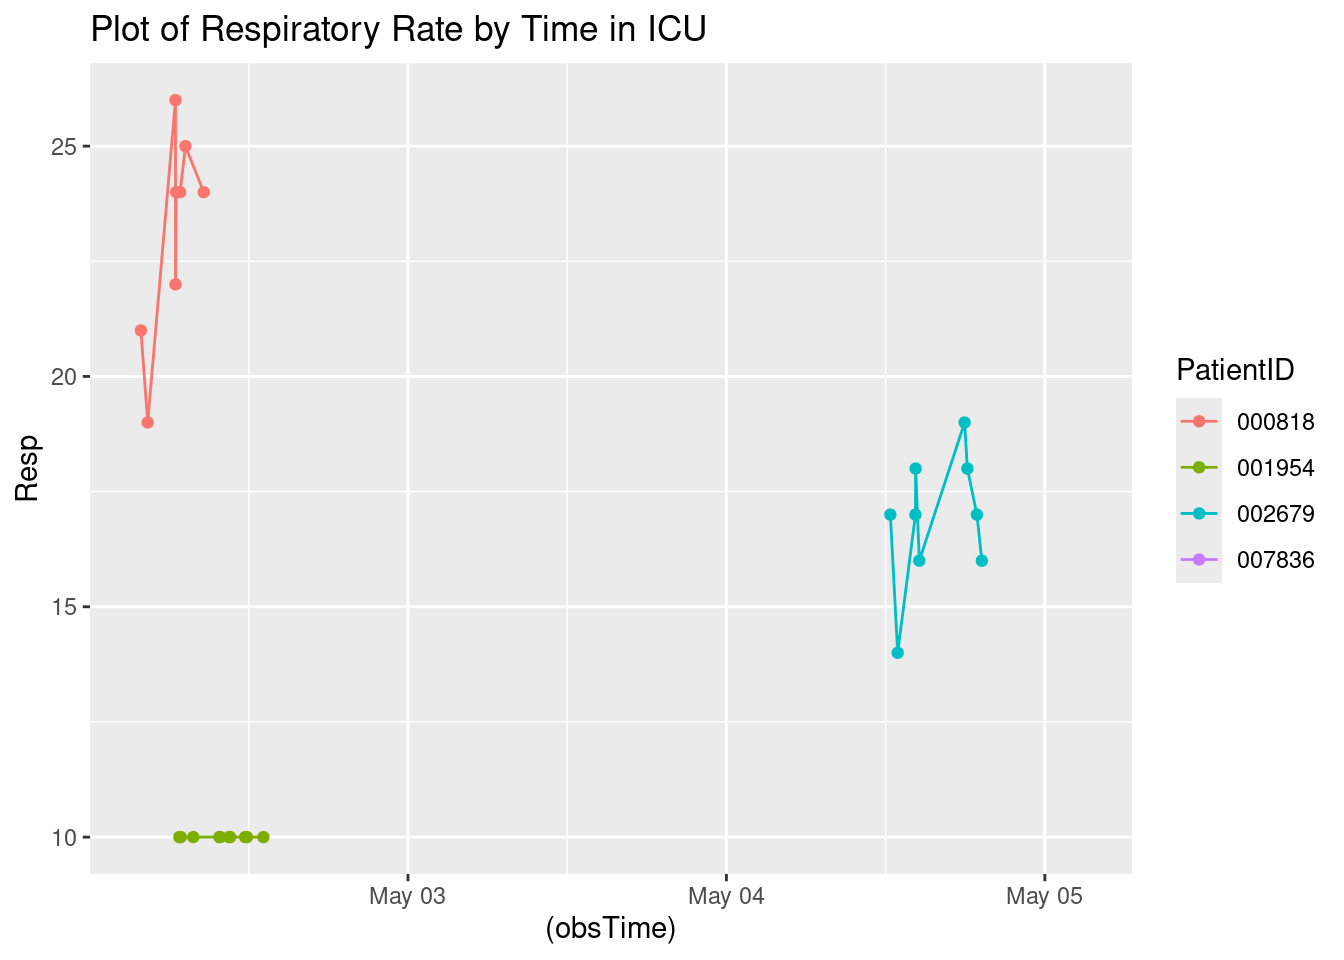 Plot of Respiratory Rate by Time in ICU
25
20
15
10
Resp
May 03
May 04
May 05
(obsTime)
PatientID
000818
001954
002679
007836